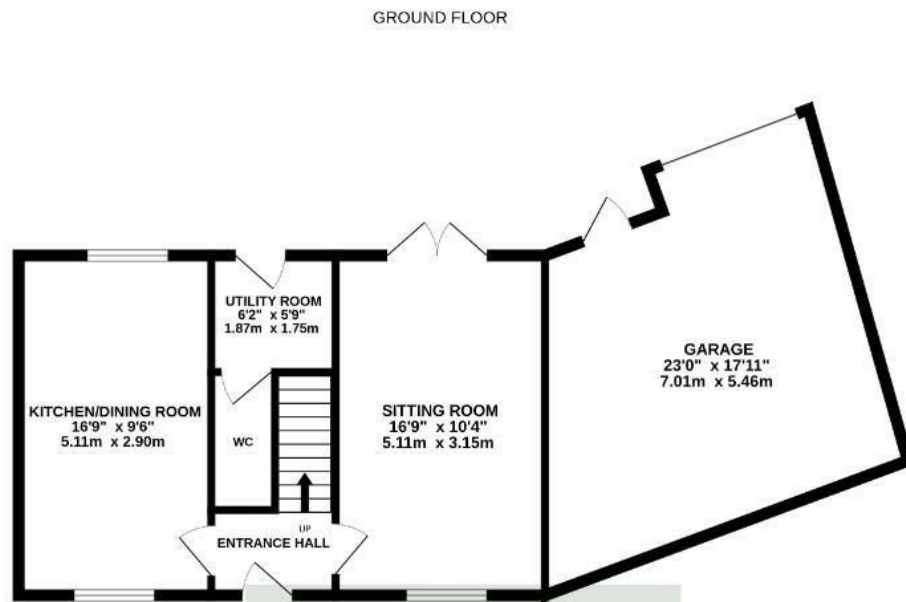 GROUND FLOOR
KITCHEN/DINING ROOM
16'9" x 9'6"
5.11m x 2.90m
UTILITY ROOM
6'2" x 5'9"
1.87m x 1.75m
WC
UP
ENTRANCE HALL
SITTING ROOM
16'9" x 10'4"
5.11m x 3.15m
GARAGE
23'0" x 17'11"
7.01m x 5.46m